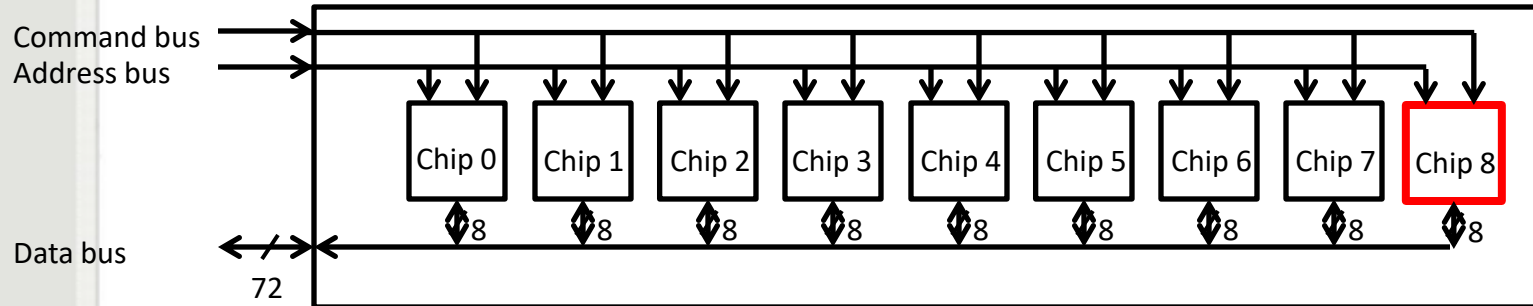 Command bus
Address bus
Chip 0 Chip 1 Chip 2 Chip 3 Chip 4 Chip 5 Chip 6 Chip 7 Chip 8
8 8 8 8 8 8 8 8 8
Data bus
72